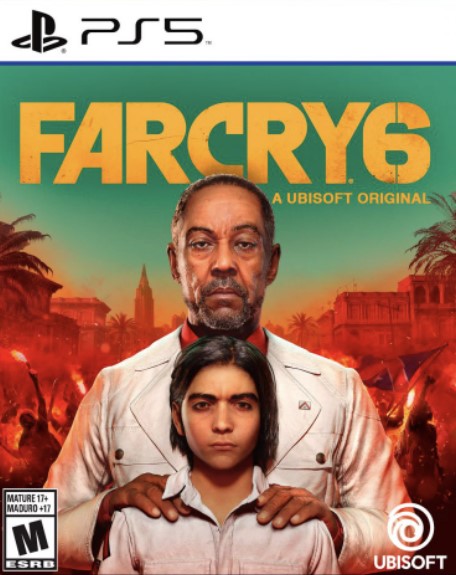 PS5
FARCRY6
A UBISOFT ORIGINAL
MATURE 17+
MADURO +17
M
ESRB
UBISOFT